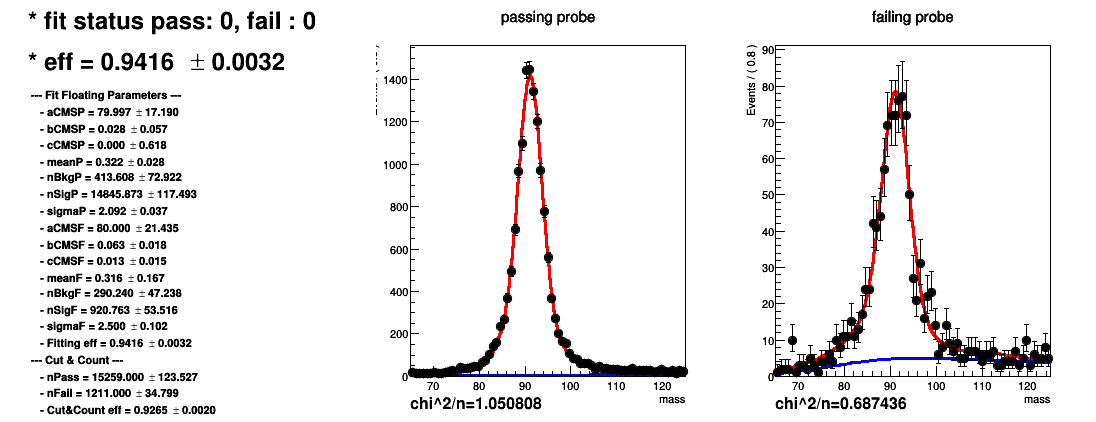 * fit status pass: 0, fail : 0
* eff = 0.9416 ± 0.0032
--- Fit Floating Parameters ---
- aCMSP = 79.997 ± 17.190
- bCMSP = 0.028 ± 0.057
- cCMSP = 0.000 ± 0.618
- meanP = 0.322 ± 0.028
- nBkgP = 413.608 ± 72.922
- nSigP = 14845.873 ± 117.493
- sigmaP = 2.092 ± 0.037
- aCMSF = 80.000 ± 21.435
- bCMSF = 0.063 ± 0.018
- cCMSF = 0.013 ± 0.015
- meanF = 0.316 ± 0.167
- nBkgF = 290.240 ± 47.238
- nSigF = 920.763 ± 53.516
- sigmaF = 2.500 ± 0.102
- Fitting eff = 0.9416 ± 0.0032
--- Cut & Count ---
- nPass = 15259.000 ± 123.527
- nFail = 1211.000 ± 34.799
- Cut&Count eff = 0.9265 ± 0.0020
passing probe
1400
1200
1000
800
600
400
200
0
70 80 90 100 110 120
mass
chi^2/n=1.050808
failing probe
Events / ( 0.8 )
90
80
70
60
50
40
30
20
10
0
70 80 90 100 110 120
mass
chi^2/n=0.687436